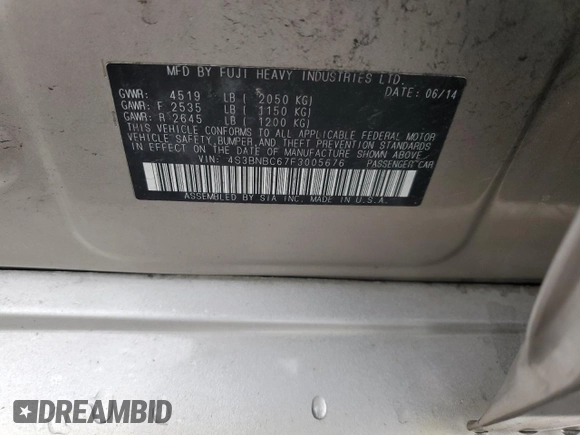 MFD BY FUJI HEAVY INDUSTRIES LTD.
DATE: 06/14
GVWR: 4519 LB ( 2050 KG)
GAWR: F 2535 LB ( 1150 KG)
GAWR: R 2645 LB ( 1200 KG)
THIS VEHICLE CONFORMS TO ALL APPLICABLE FEDERAL MOTOR
VEHICLE SAFETY, BUMPER, AND THEFT PREVENTION STANDARDS
IN EFFECT ON THE DATE OF MANUFACTURE SHOWN ABOVE.
VIN: 4S3BNBC67F3005676 PASSENGER CAR
ASSEMBLED BY SIA INC. MADE IN U.S.A.
DREAMBID